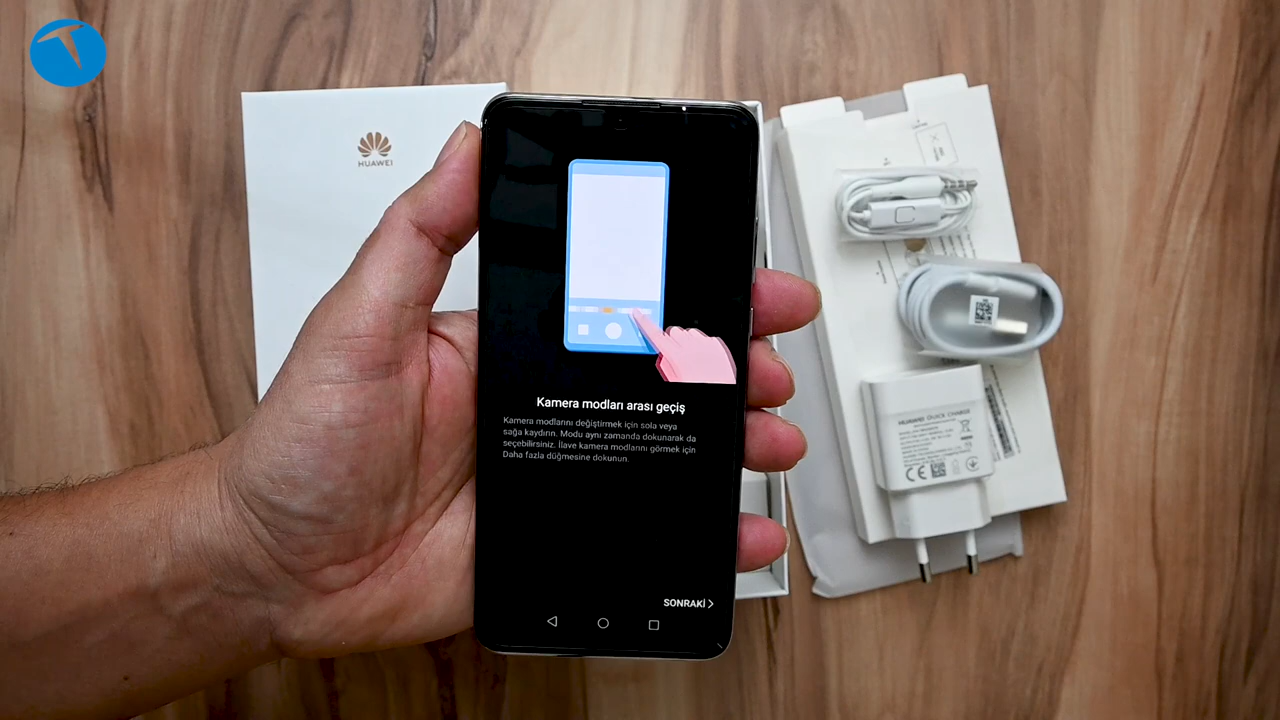 HUAWEI
Kamera modları arası geçiş
Kamera modlarını değiştirmek için sola veya
sağa kaydırın. Modu aynı zamanda dokunarak da
seçebilirsiniz. İlave kamera modlarını görmek için
Daha fazla düğmesine dokunun.
SONRAKİ
HUAWEI QUICK CHARGE